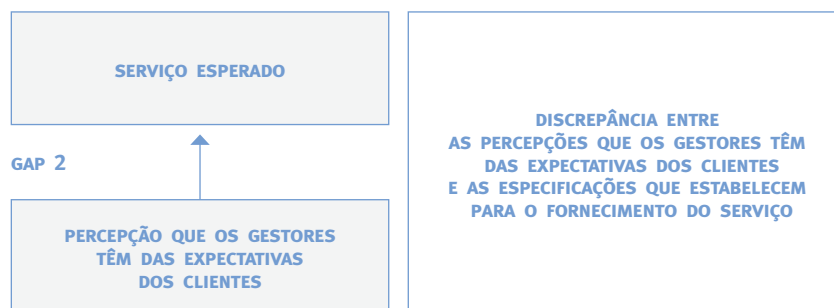 SERVIÇO ESPERADO
GAP 2
PERCEPÇÃO QUE OS GESTORES
TÊM DAS EXPECTATIVAS
DOS CLIENTES
DISCREPÂNCIA ENTRE
AS PERCEPÇÕES QUE OS GESTORES TÊM
DAS EXPECTATIVAS DOS CLIENTES
E AS ESPECIFICAÇÕES QUE ESTABELECEM
PARA O FORNECIMENTO DO SERVIÇO